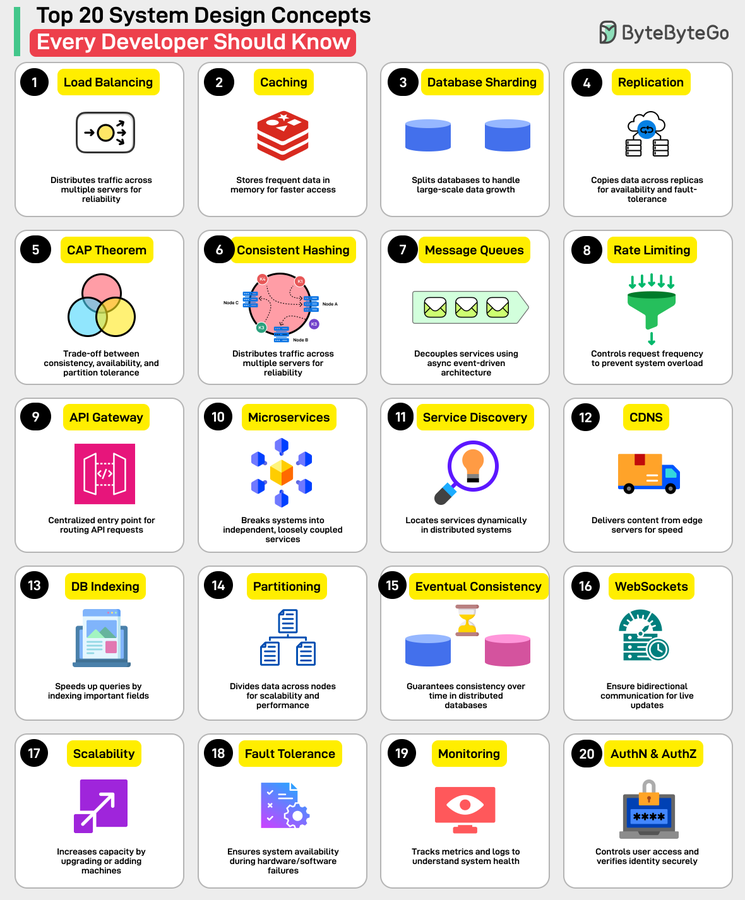 Top 20 System Design Concepts
Every Developer Should Know
ByteByteGo
1
Load Balancing
Distributes traffic across
multiple servers for
reliability
2
Caching
Stores frequent data in
memory for faster access
3
Database Sharding
Splits databases to handle
large-scale data growth
4
Replication
Copies data across replicas
for availability and fault-
tolerance
5
CAP Theorem
Trade-off between
consistency, availability, and
partition tolerance
6
Consistent Hashing
K4
K1
Node C
Node A
K3
K2
Node B
Distributes traffic across
multiple servers for
reliability
7
Message Queues
Decouples services using
async event-driven
architecture
8
Rate Limiting
Controls request frequency
to prevent system overload
9
API Gateway
</>
Centralized entry point for
routing API requests
10
Microservices
Breaks systems into
independent, loosely coupled
services
11
Service Discovery
Locates services dynamically
in distributed systems
12
CDNS
Delivers content from edge
servers for speed
13
DB Indexing
Speeds up queries by
indexing important fields
14
Partitioning
Divides data across nodes
for scalability and
performance
15
Eventual Consistency
Guarantees consistency over
time in distributed
databases
16
WebSockets
Ensure bidirectional
communication for live
updates
17
Scalability
Increases capacity by
upgrading or adding
machines
18
Fault Tolerance
Ensures system availability
during hardware/software
failures
19
Monitoring
Tracks metrics and logs to
understand system health
20
AuthN & AuthZ
****
Controls user access and
verifies identity securely